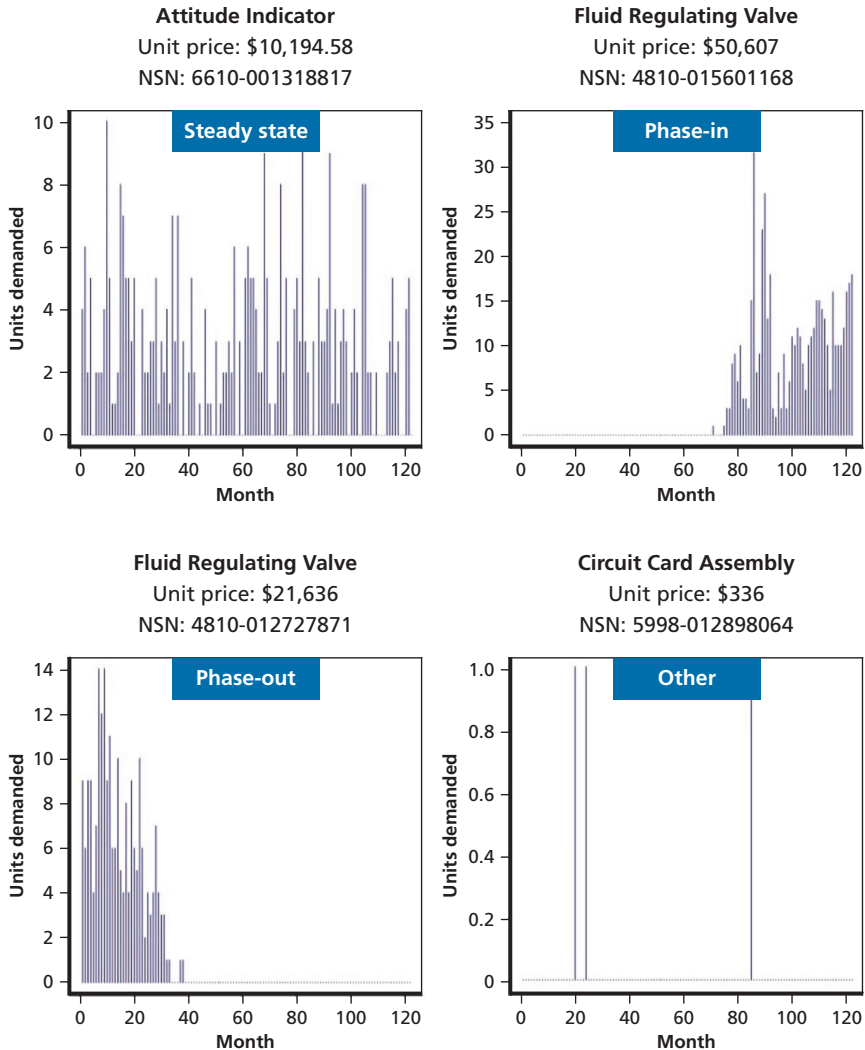 Attitude Indicator
Unit price: $10,194.58
NSN: 6610-001318817
Steady state
Units demanded
10
8
6
4
2
0
0 20 40 60 80 100 120
Month
Fluid Regulating Valve
Unit price: $50,607
NSN: 4810-015601168
Phase-in
Units demanded
35
30
25
20
15
10
5
0
0 20 40 60 80 100 120
Month
Fluid Regulating Valve
Unit price: $21,636
NSN: 4810-012727871
Phase-out
Units demanded
14
12
10
8
6
4
2
0
0 20 40 60 80 100 120
Month
Circuit Card Assembly
Unit price: $336
NSN: 5998-012898064
Other
Units demanded
1.0
0.8
0.6
0.4
0.2
0
0 20 40 60 80 100 120
Month